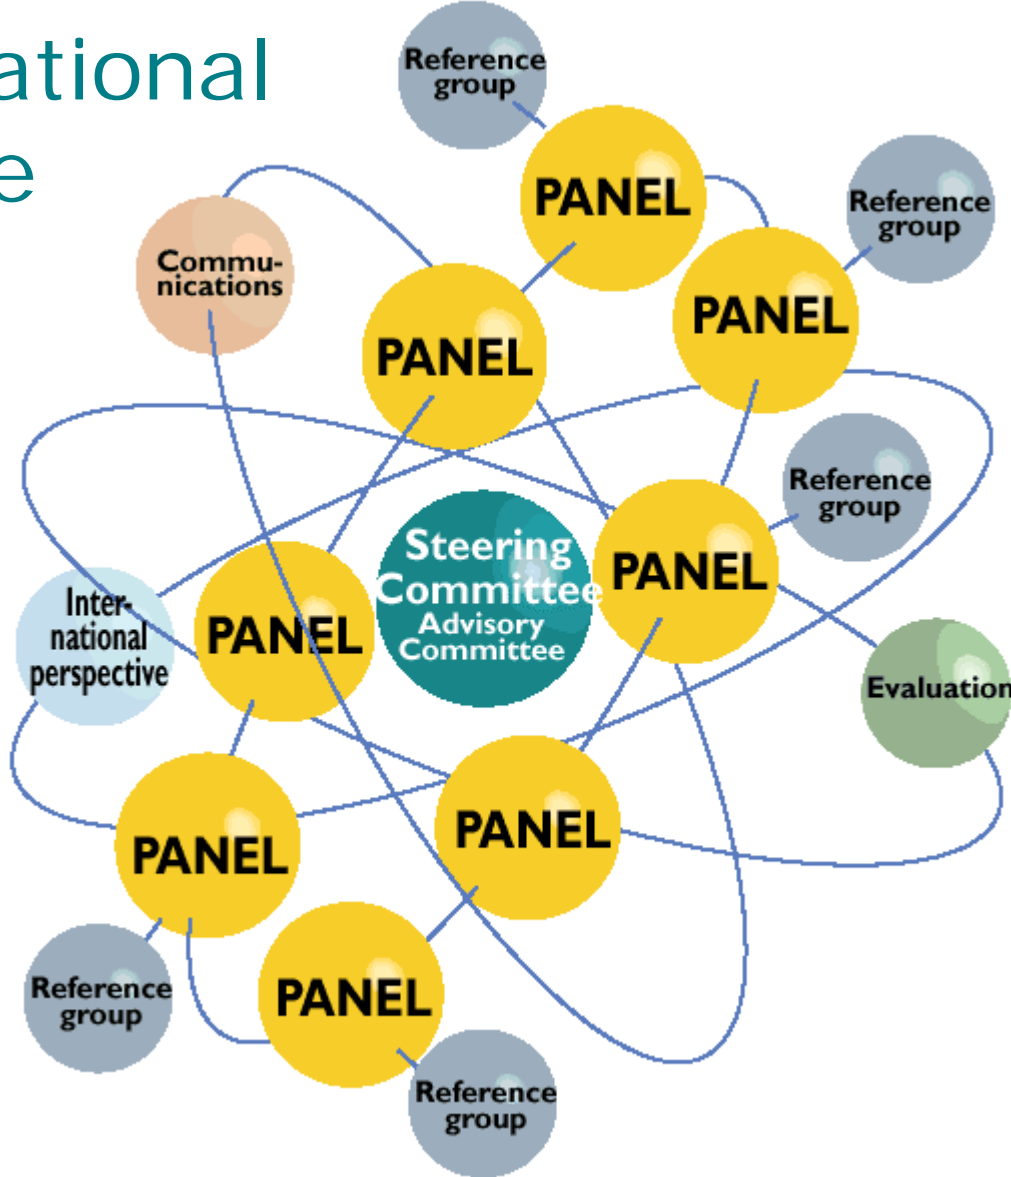 ational
e
Reference
group
PANEL
Reference
group
Commu-
nications
PANEL
PANEL
Reference
group
Steering
Committee
Advisory
Committee
PANEL
Inter-
national
perspective
PANEL
Evaluation
PANEL
PANEL
Reference
group
PANEL
Reference
group